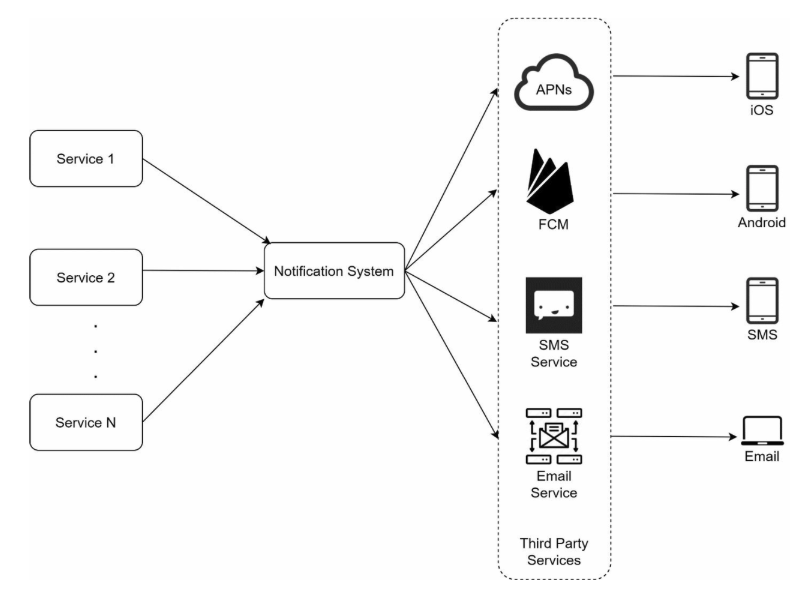 Service 1
Service 2
.
.
.
Service N
Notification System
APNs
FCM
SMS
Service
Email
Service
Third Party
Services
iOS
Android
SMS
Email